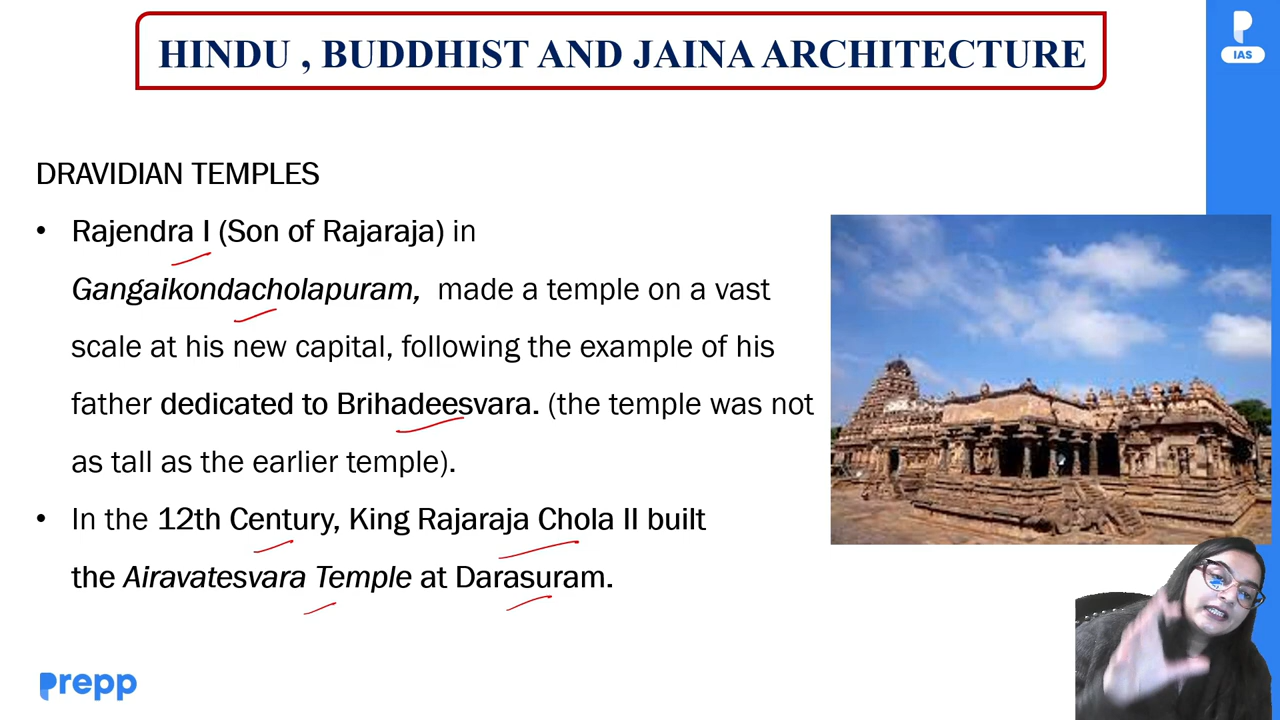 HINDU , BUDDHIST AND JAINA ARCHITECTURE
IAS
DRAVIDIAN TEMPLES
• Rajendra I (Son of Rajaraja) in
Gangaikondacholapuram, made a temple on a vast
scale at his new capital, following the example of his
father dedicated to Brihadeesvara. (the temple was not
as tall as the earlier temple).
• In the 12th Century, King Rajaraja Chola II built
the Airavatesvara Temple at Darasuram.
prepp